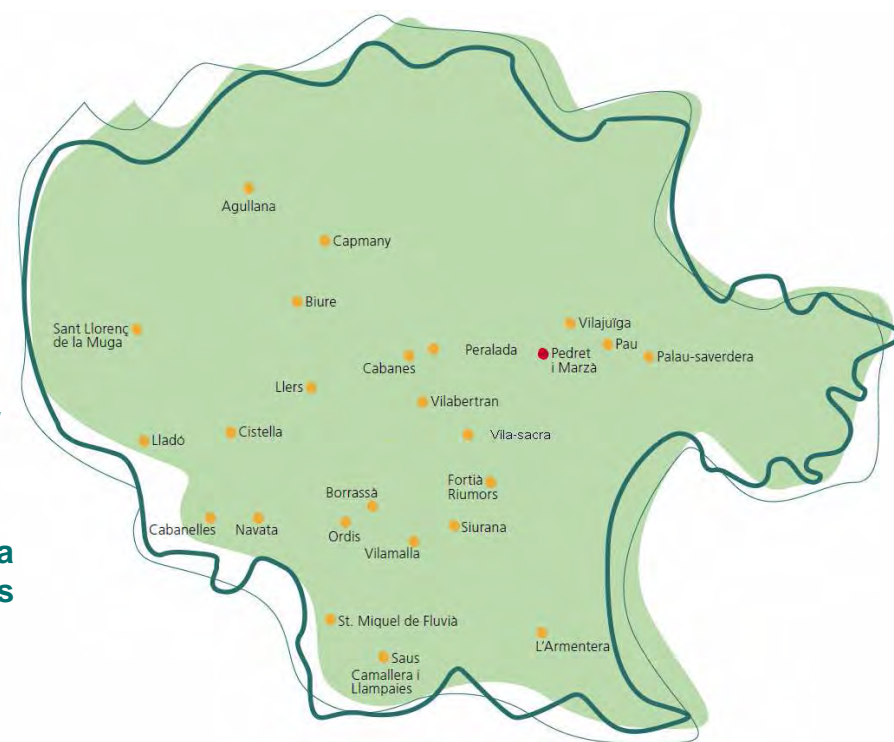 Agullana
Capmany
Biure
Sant Llorenç
de la Muga
Vilajuïga
Pau
Peralada
Pedret
i Marzà
Palau-saverdera
Cabanes
Llers
Vilabertran
Cistella
Vila-sacra
Lladó
Fortià
Riumors
Borrassà
Cabanelles
Navata
Ordis
Siurana
Vilamalla
a
s
St. Miquel de Fluvià
L'Armentera
Saus
Camallera i
Llampaies